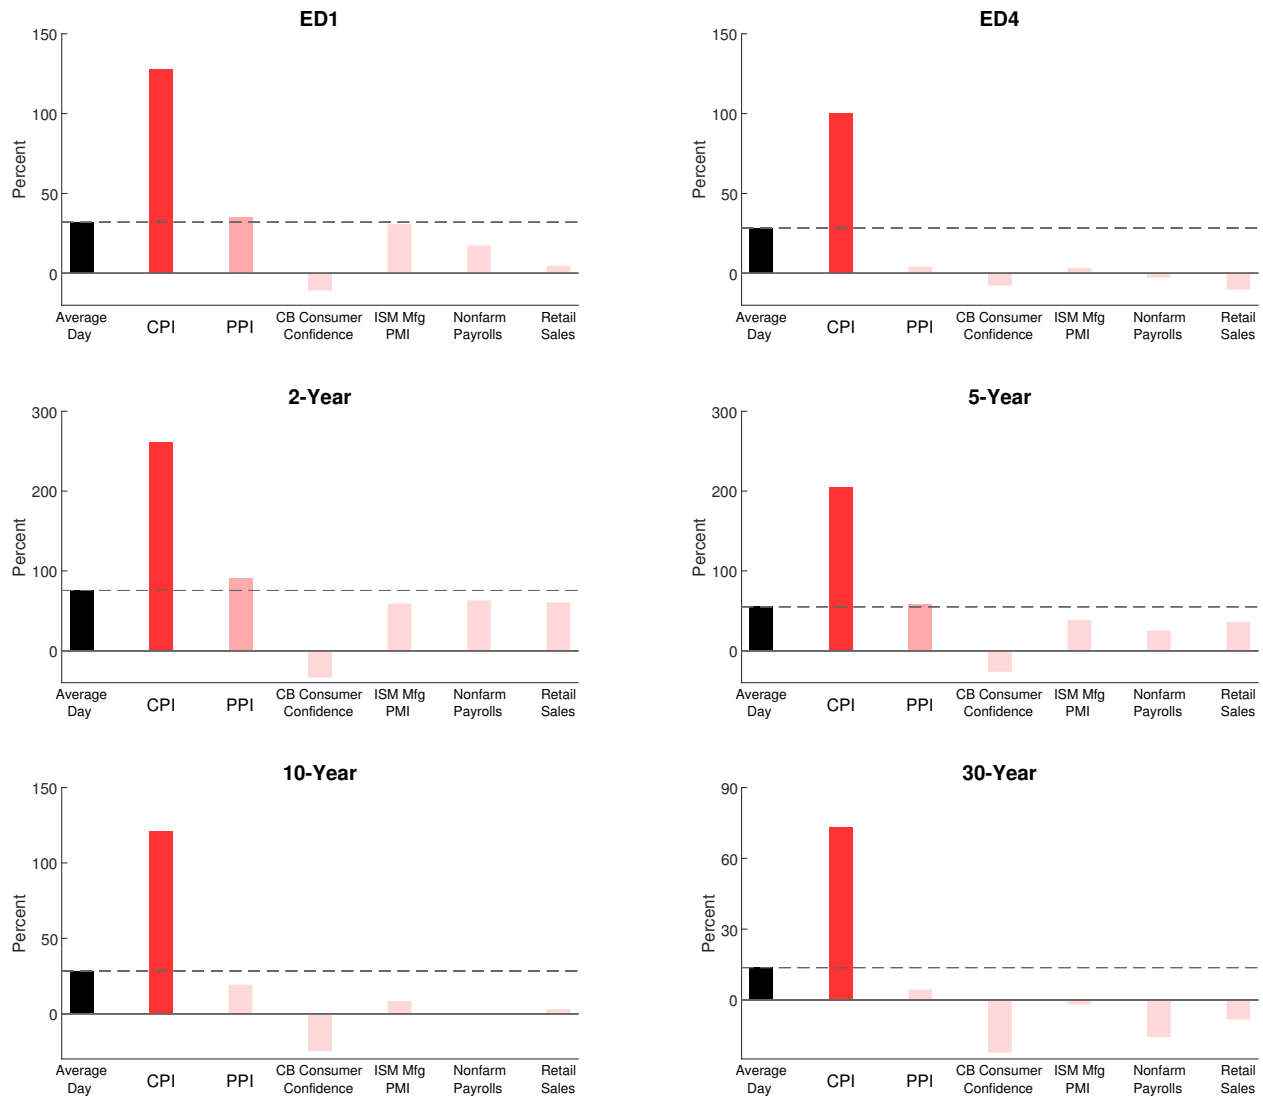 ED1
150
100
50
0
Percent
Average Day
CPI
PPI
CB Consumer Confidence
ISM Mfg PMI
Nonfarm Payrolls
Retail Sales
ED4
150
100
50
0
Percent
Average Day
CPI
PPI
CB Consumer Confidence
ISM Mfg PMI
Nonfarm Payrolls
Retail Sales
2-Year
300
200
100
0
Percent
Average Day
CPI
PPI
CB Consumer Confidence
ISM Mfg PMI
Nonfarm Payrolls
Retail Sales
5-Year
300
200
100
0
Percent
Average Day
CPI
PPI
CB Consumer Confidence
ISM Mfg PMI
Nonfarm Payrolls
Retail Sales
10-Year
150
100
50
0
Percent
Average Day
CPI
PPI
CB Consumer Confidence
ISM Mfg PMI
Nonfarm Payrolls
Retail Sales
30-Year
90
60
30
0
Percent
Average Day
CPI
PPI
CB Consumer Confidence
ISM Mfg PMI
Nonfarm Payrolls
Retail Sales